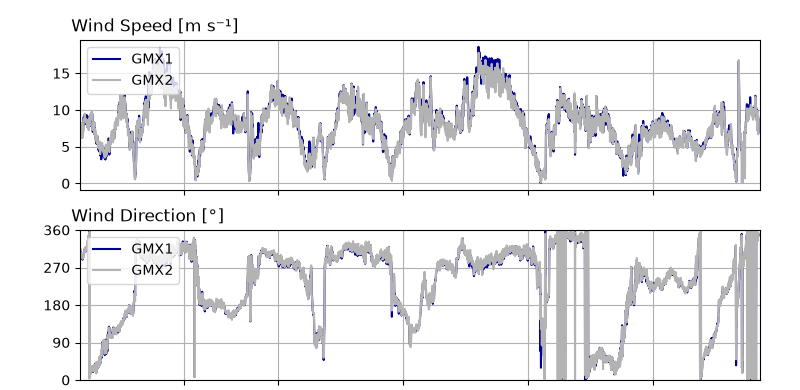 Wind Speed [m s⁻¹]
GMX1
GMX2
15
10
5
0
Wind Direction [°]
360
GMX1
270
GMX2
180
90
0